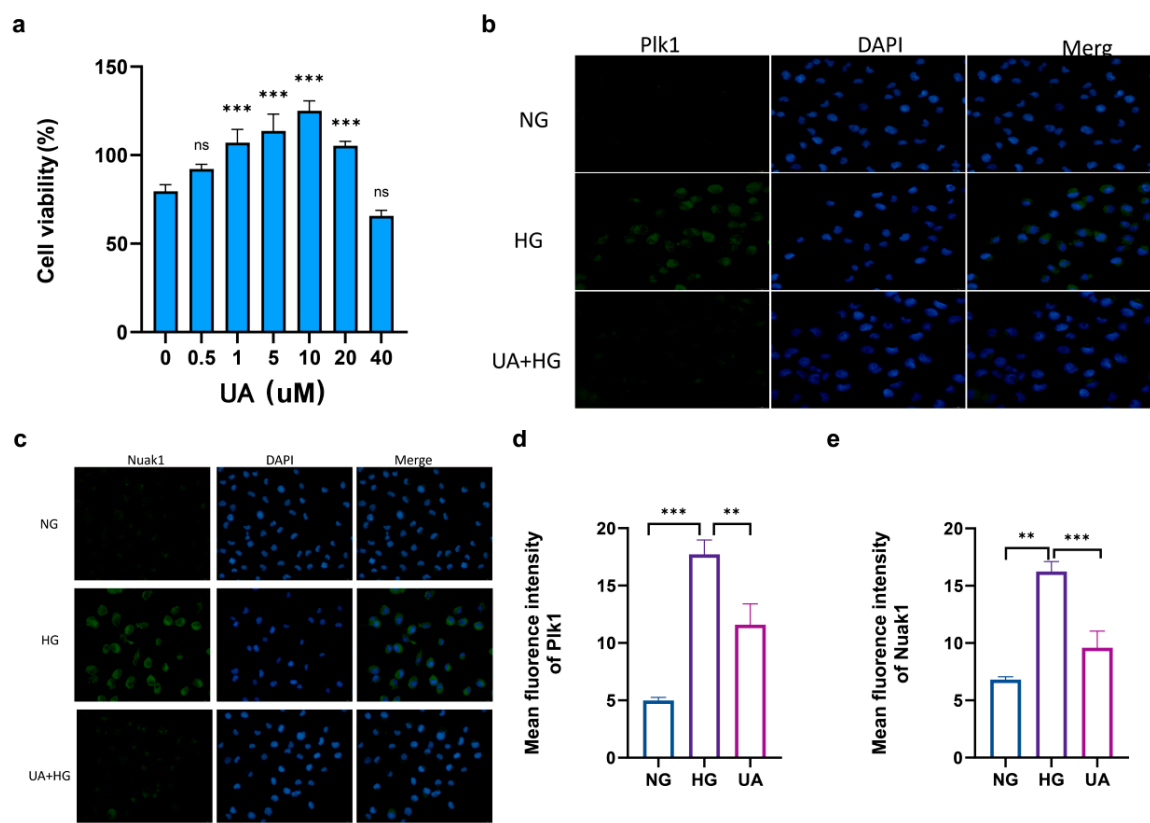 a
Cell viability (%)
150
100
50
0
ns
***
***
***
***
ns
0 0.5 1 5 10 20 40
UA (uM)
b
Plk1 DAPI Merg
NG
HG
UA+HG
c
Nuak1 DAPI Merge
NG
HG
UA+HG
d
Mean fluorence intensity
of Plk1
20
15
10
5
0
*** **
NG HG UA
e
Mean fluorence intensity
of Nuak1
20
15
10
5
0
** ***
NG HG UA